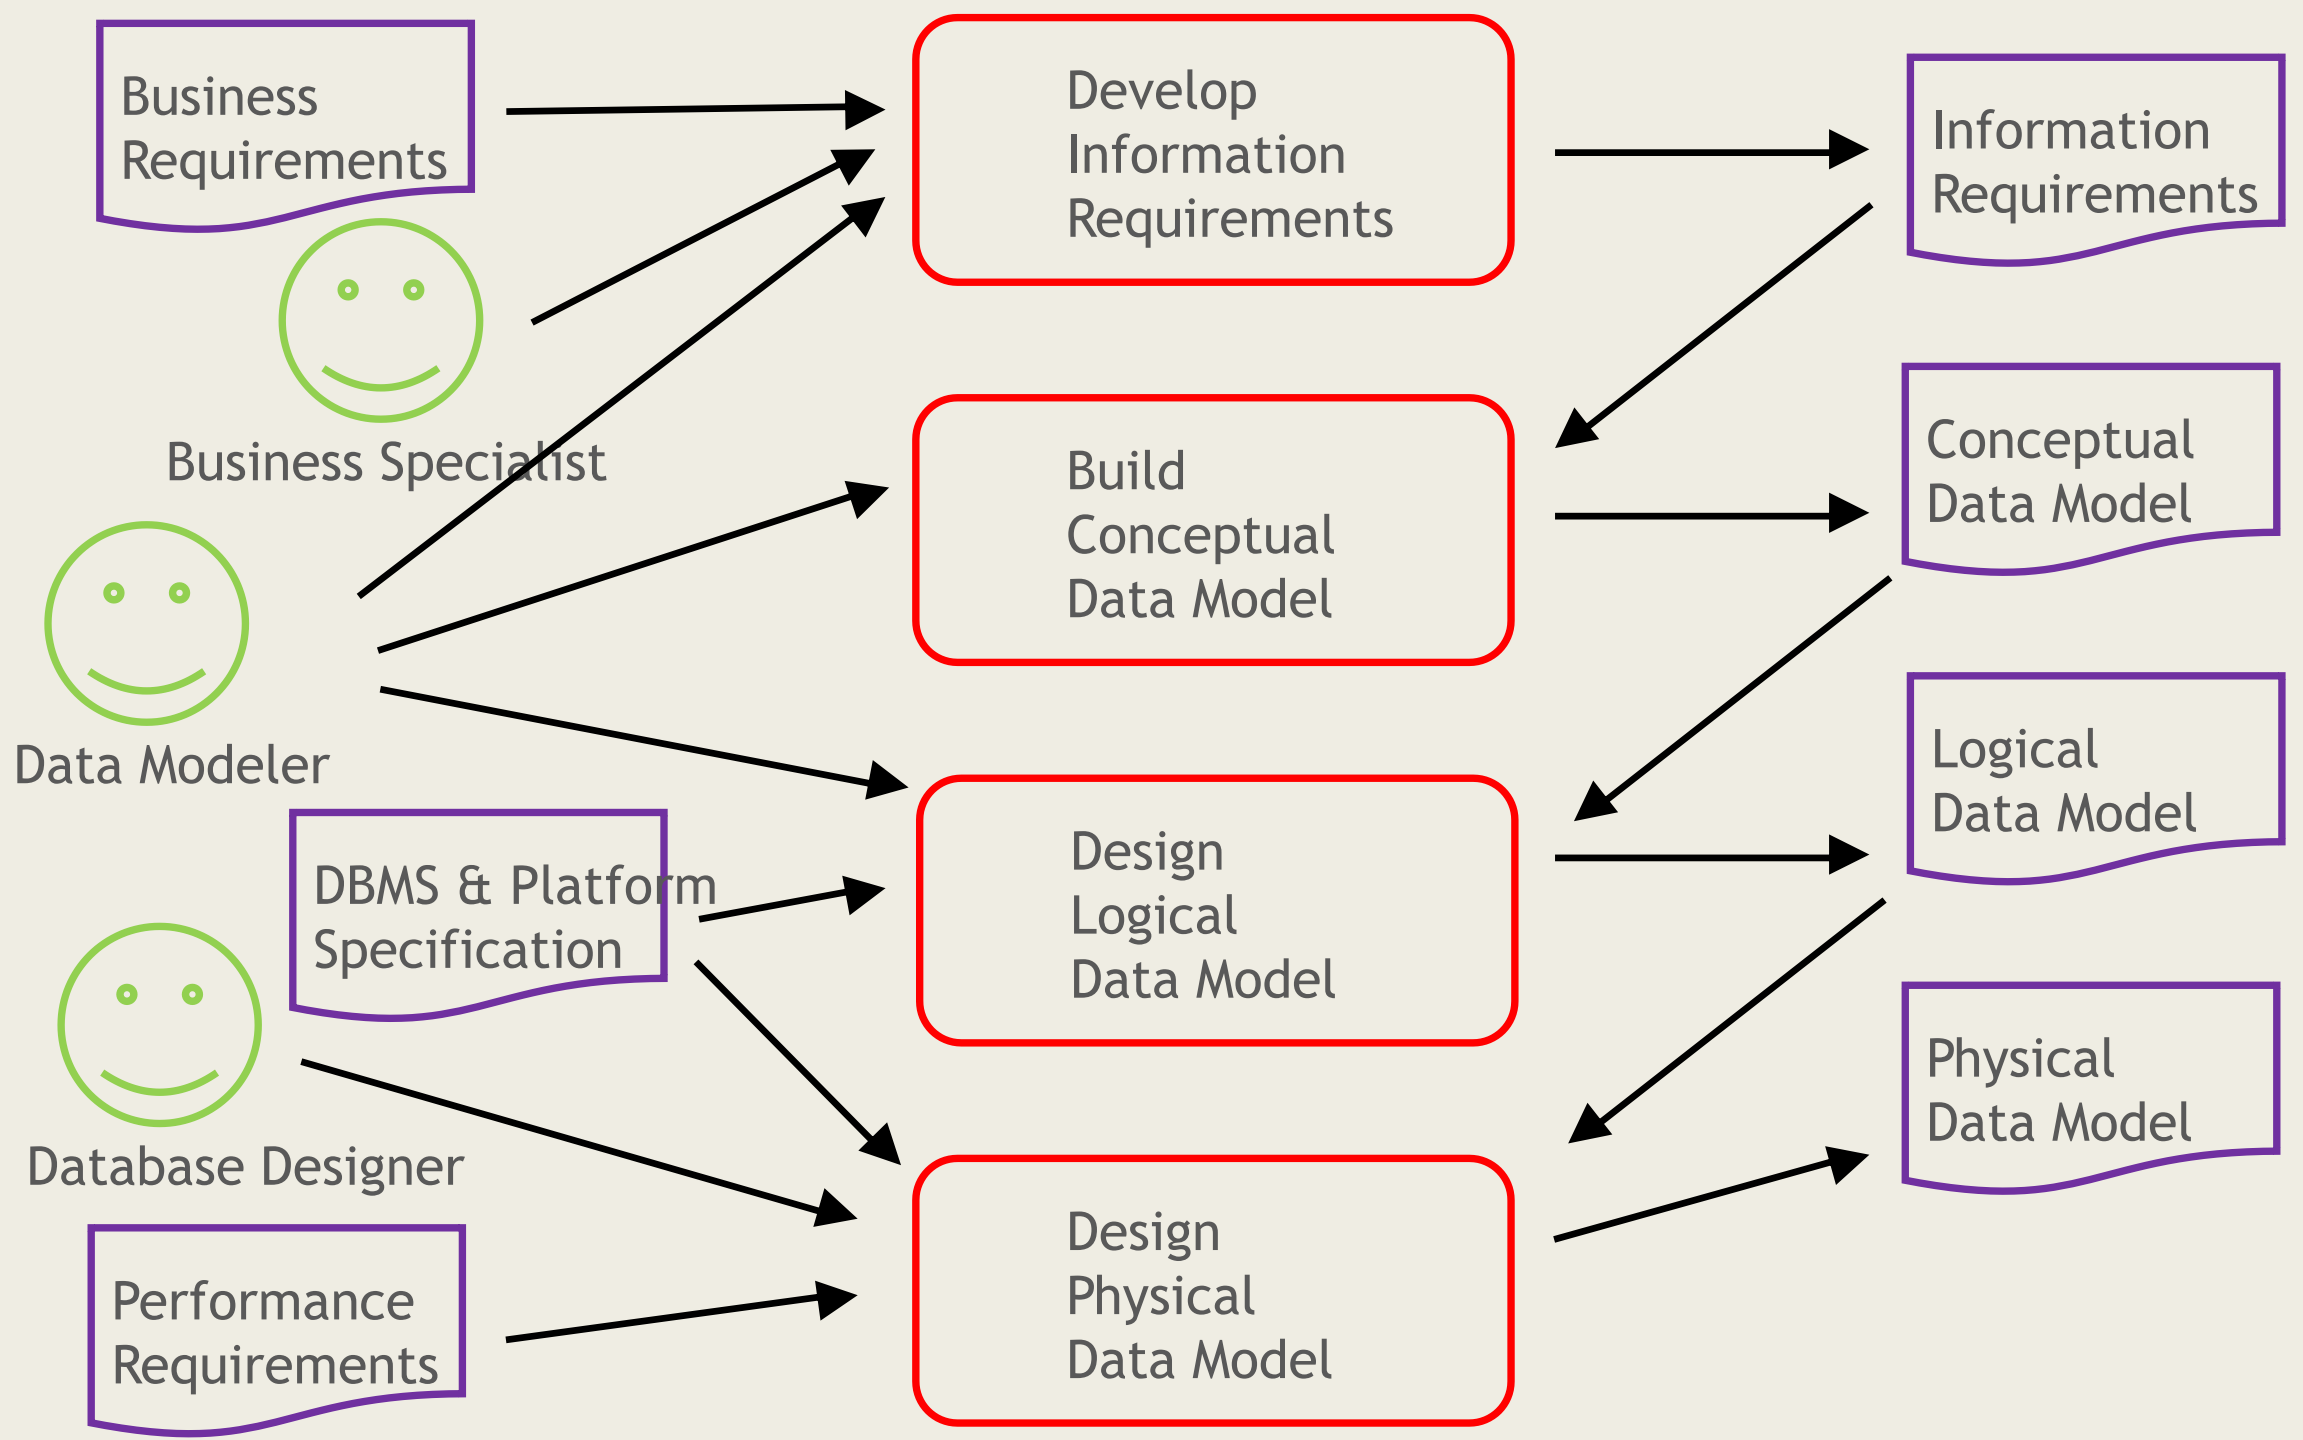 Business
Requirements
Business Specialist
Data Modeler
DBMS & Platform
Specification
Database Designer
Performance
Requirements
Develop
Information
Requirements
Build
Conceptual
Data Model
Design
Logical
Data Model
Design
Physical
Data Model
Information
Requirements
Conceptual
Data Model
Logical
Data Model
Physical
Data Model